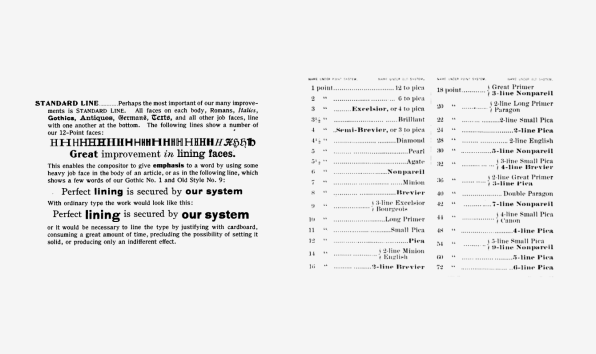 STANDARD LINE......Perhaps the most important of our many improve-
ments is STANDARD LINE. All faces on each body, Romans, Italics,
Gothics, Antiques, Germans, Texts, and all other job faces, line
with one another at the bottom. The following lines show a number of
our 12-Point faces:
Great improvement in lining faces.
This enables the compositor to give emphasis to a word by using some
heavy job face in the body of an article, or as in the following line, which
shows a few words of our Gothic No. 1 and Old Style No. 9:
Perfect lining is secured by our system
With ordinary type the work would look like this:
Perfect lining is secured by our system
or it would be necessary to line the type by justifying with cardboard,
consuming a great amount of time, precluding the possibility of setting it
solid, or producing only an indifferent effect.
NAME UNDER POINT SYSTEM. NAME UNDER OLD SYSTEM.
1 point 12 to pica
2 " 6 to pica
3 " Excelsior, or 4 to pica
3½ " Brilliant
4 " Semi-Brevier, or 3 to pica
4½ " Diamond
5 " Pearl
5½ " Agate
6 " Nonpareil
7 " Minion
8 " Brevier
9 " 3-line Excelsior
Bourgeois
10 " Long Primer
11 " Small Pica
12 " Pica
14 " 2-line Minion
English
16 " 2-line Brevier
NAME UNDER POINT SYSTEM. NAME UNDER OLD SYSTEM.
18 point Great Primer
3-line Nonpareil
20 " 2-line Long Primer
Paragon
22 " 2-line Small Pica
24 " 2-line Pica
28 " 2-line English
30 " 5-line Nonpareil
32 " 3-line Small Pica
4-line Brevier
36 " 2-line Great Primer
3-line Pica
40 " Double Paragon
42 " 7-line Nonpareil
44 " 4-line Small Pica
Canon
48 " 4-line Pica
54 " 5-line Small Pica
9-line Nonpareil
60 " 5-line Pica
72 " 6-line Pica